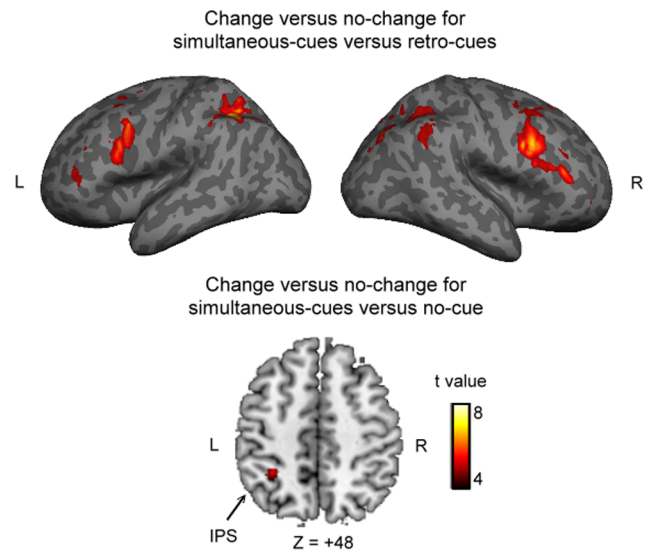 Change versus no-change for
simultaneous-cues versus retro-cues
L
R
Change versus no-change for
simultaneous-cues versus no-cue
t value
8
4
L
R
IPS
Z = +48